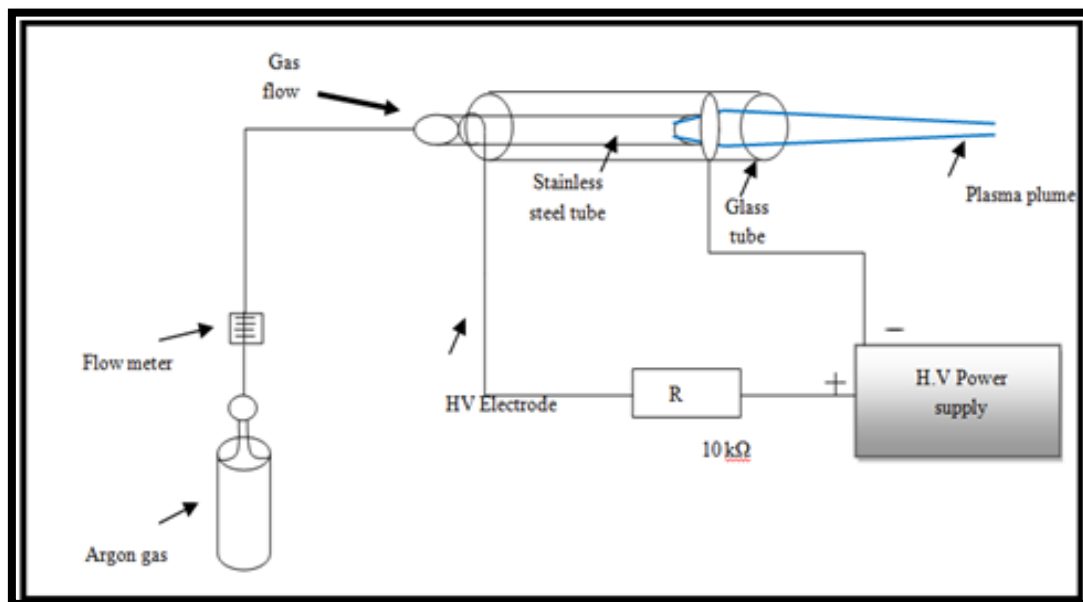 Gas
flow
Stainless
steel tube
Glass
tube
Plasma plume
Flow meter
HV Electrode
R
10 kΩ
+
−
H.V Power
supply
Argon gas